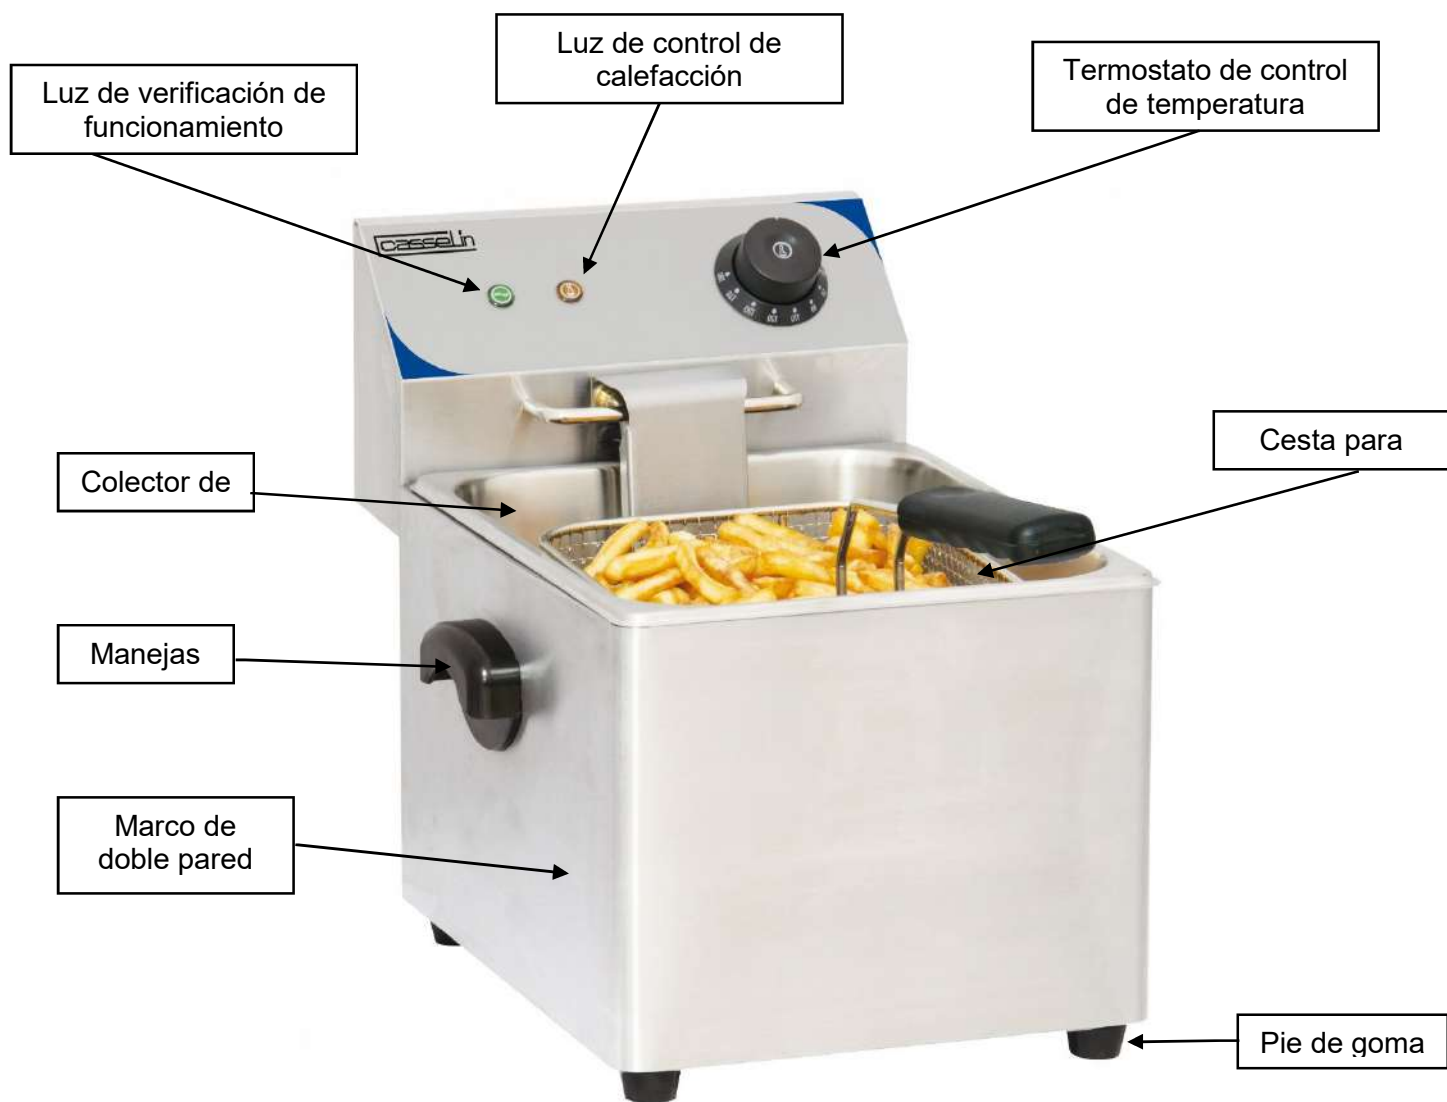 Luz de control de
calefacción
Luz de verificación de
funcionamiento
Termostato de control
de temperatura
casselin
Cesta para
Colector de
Manejas
Marco de
doble pared
Pie de goma